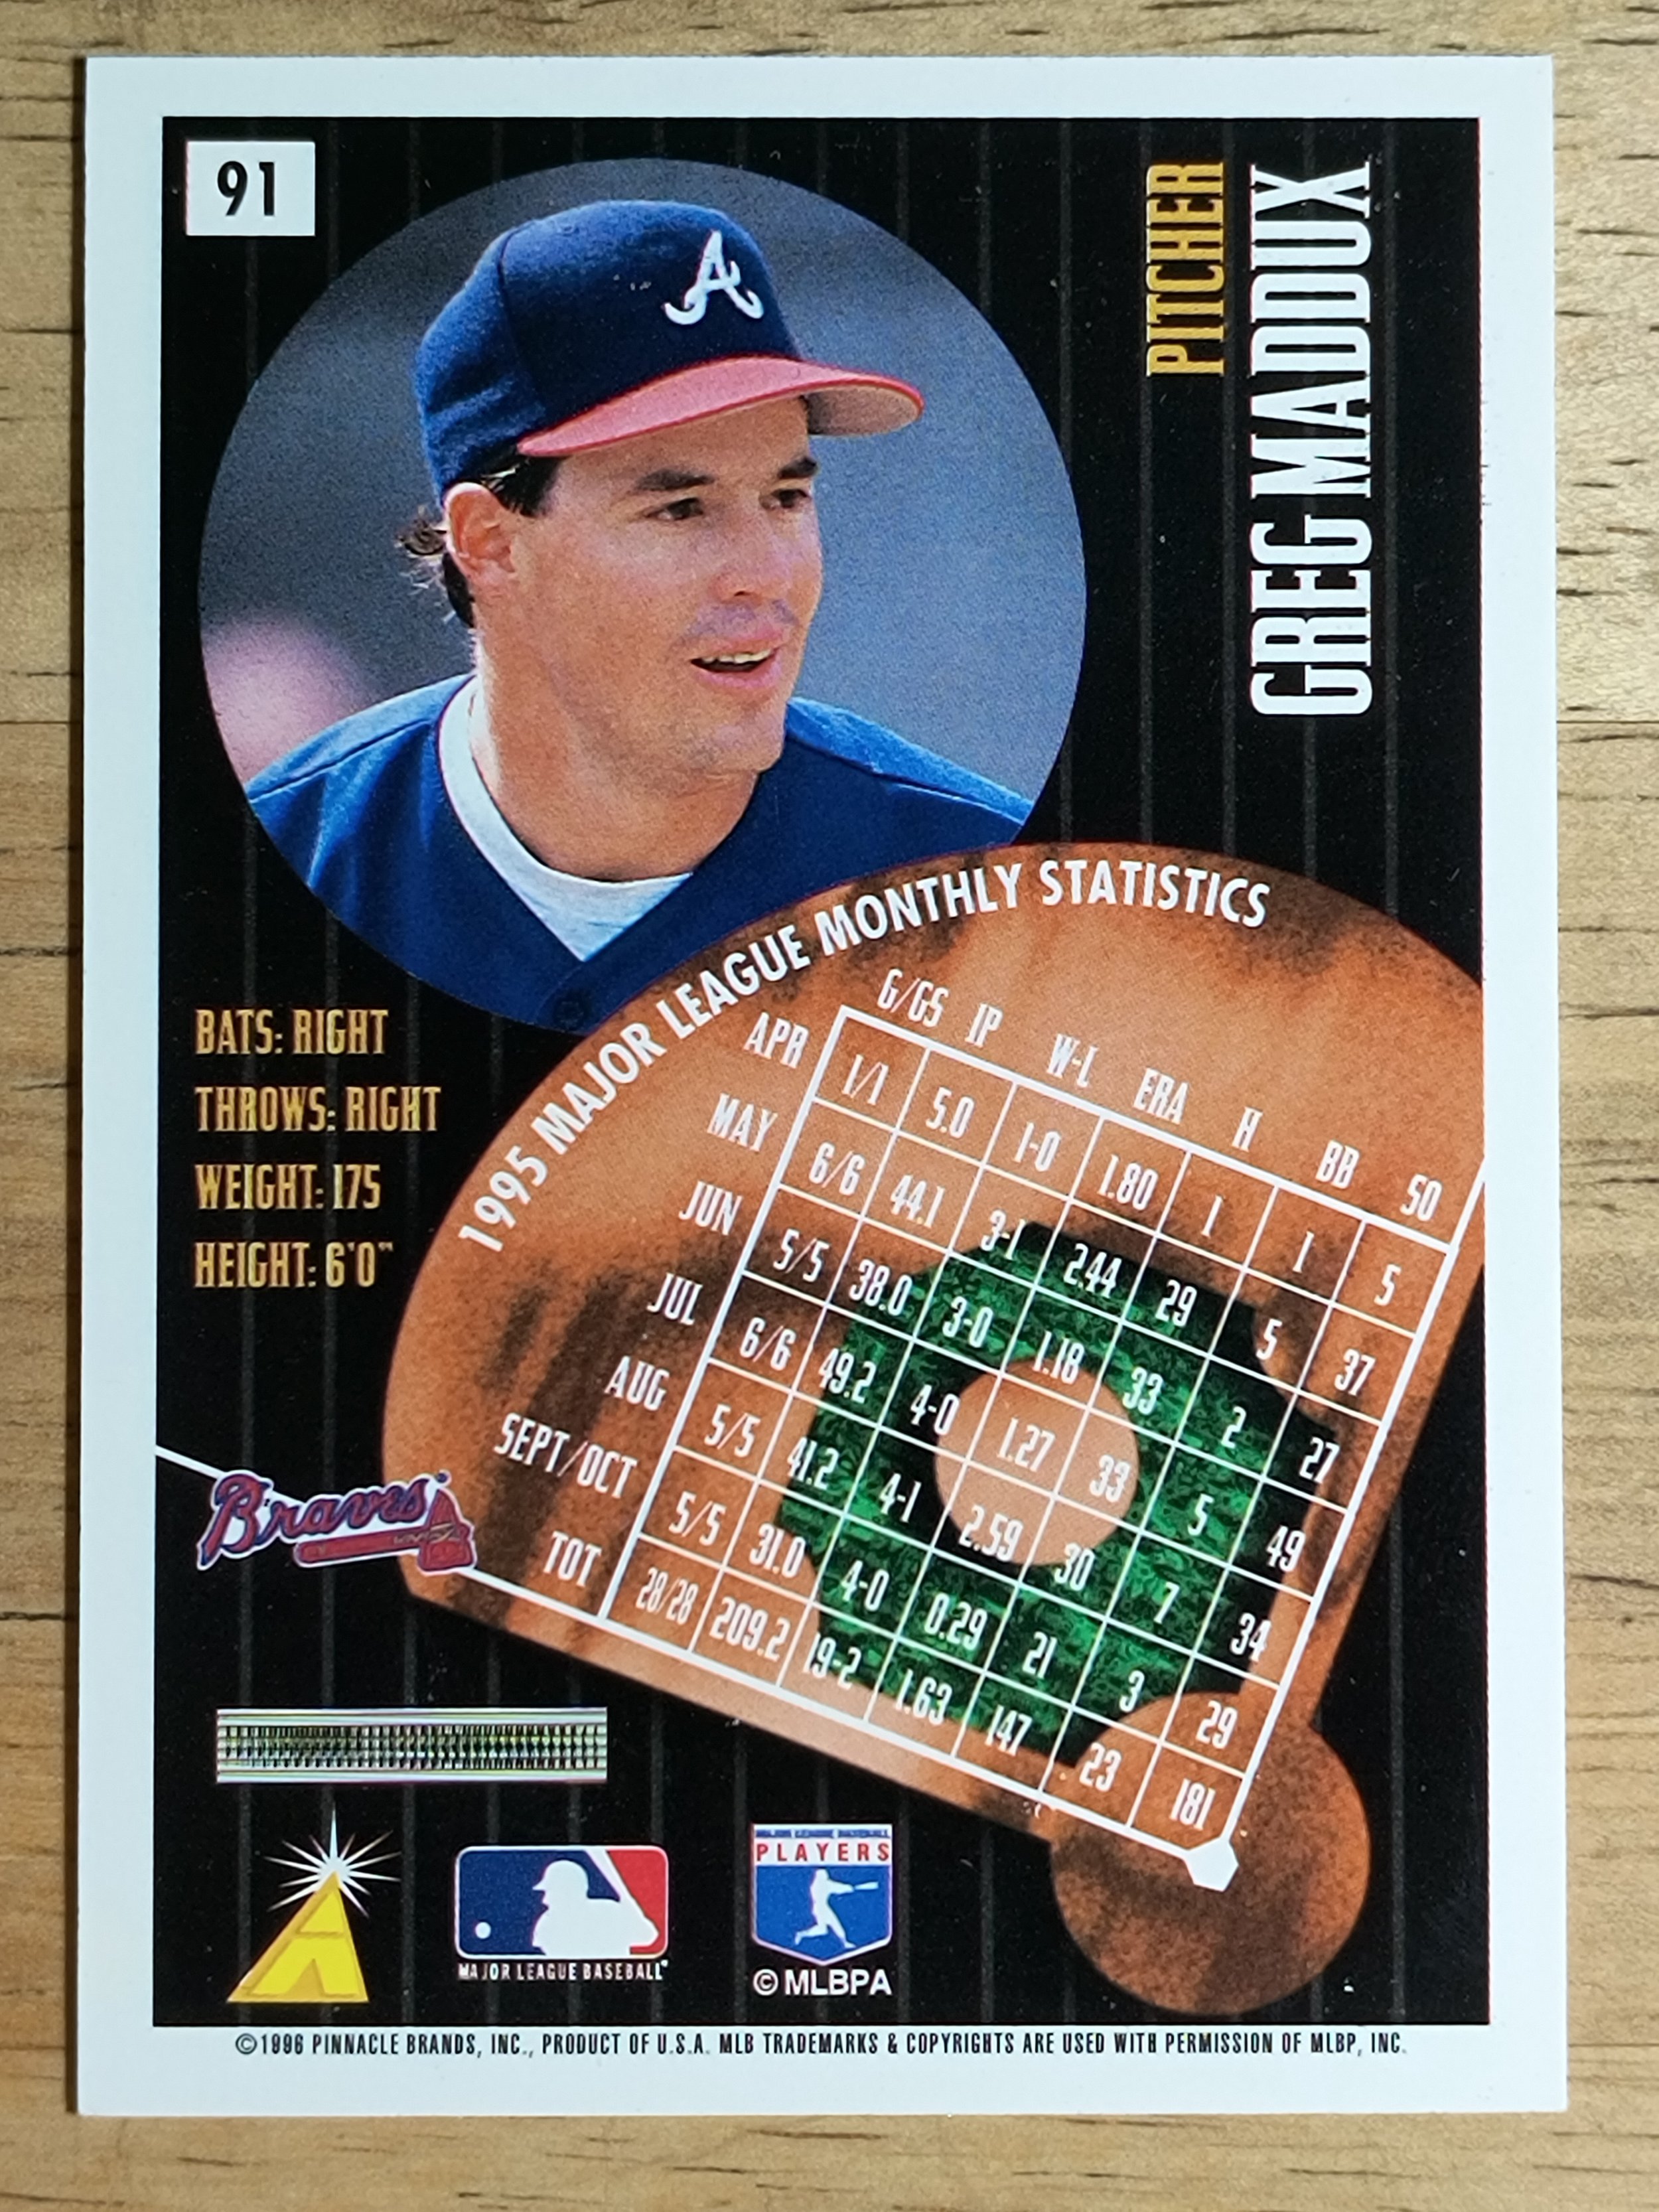 91
PITCHER
GREG MADDUX
A
BATS: RIGHT
THROWS: RIGHT
WEIGHT: 175
HEIGHT: 6'0"
1995 MAJOR LEAGUE MONTHLY STATISTICS
G/GS IP W-L ERA H BB SO
APR 1/1 5.0 1-0 1.80 1 1 5
MAY 6/6 44.1 3-1 2.44 29 5 37
JUN 5/5 38.0 3-0 1.18 33 2 27
JUL 6/6 49.2 4-0 1.27 33 5 49
AUG 5/5 41.2 4-1 2.59 30 7 34
SEPT/OCT 5/5 31.0 4-0 0.29 21 3 29
TOT 28/28 209.2 19-2 1.63 147 23 181
Braves
MAJOR LEAGUE BASEBALL
MAJOR LEAGUE BASEBALL
PLAYERS
© MLBPA
©1996 PINNACLE BRANDS, INC., PRODUCT OF U.S.A. MLB TRADEMARKS & COPYRIGHTS ARE USED WITH PERMISSION OF MLBP, INC.